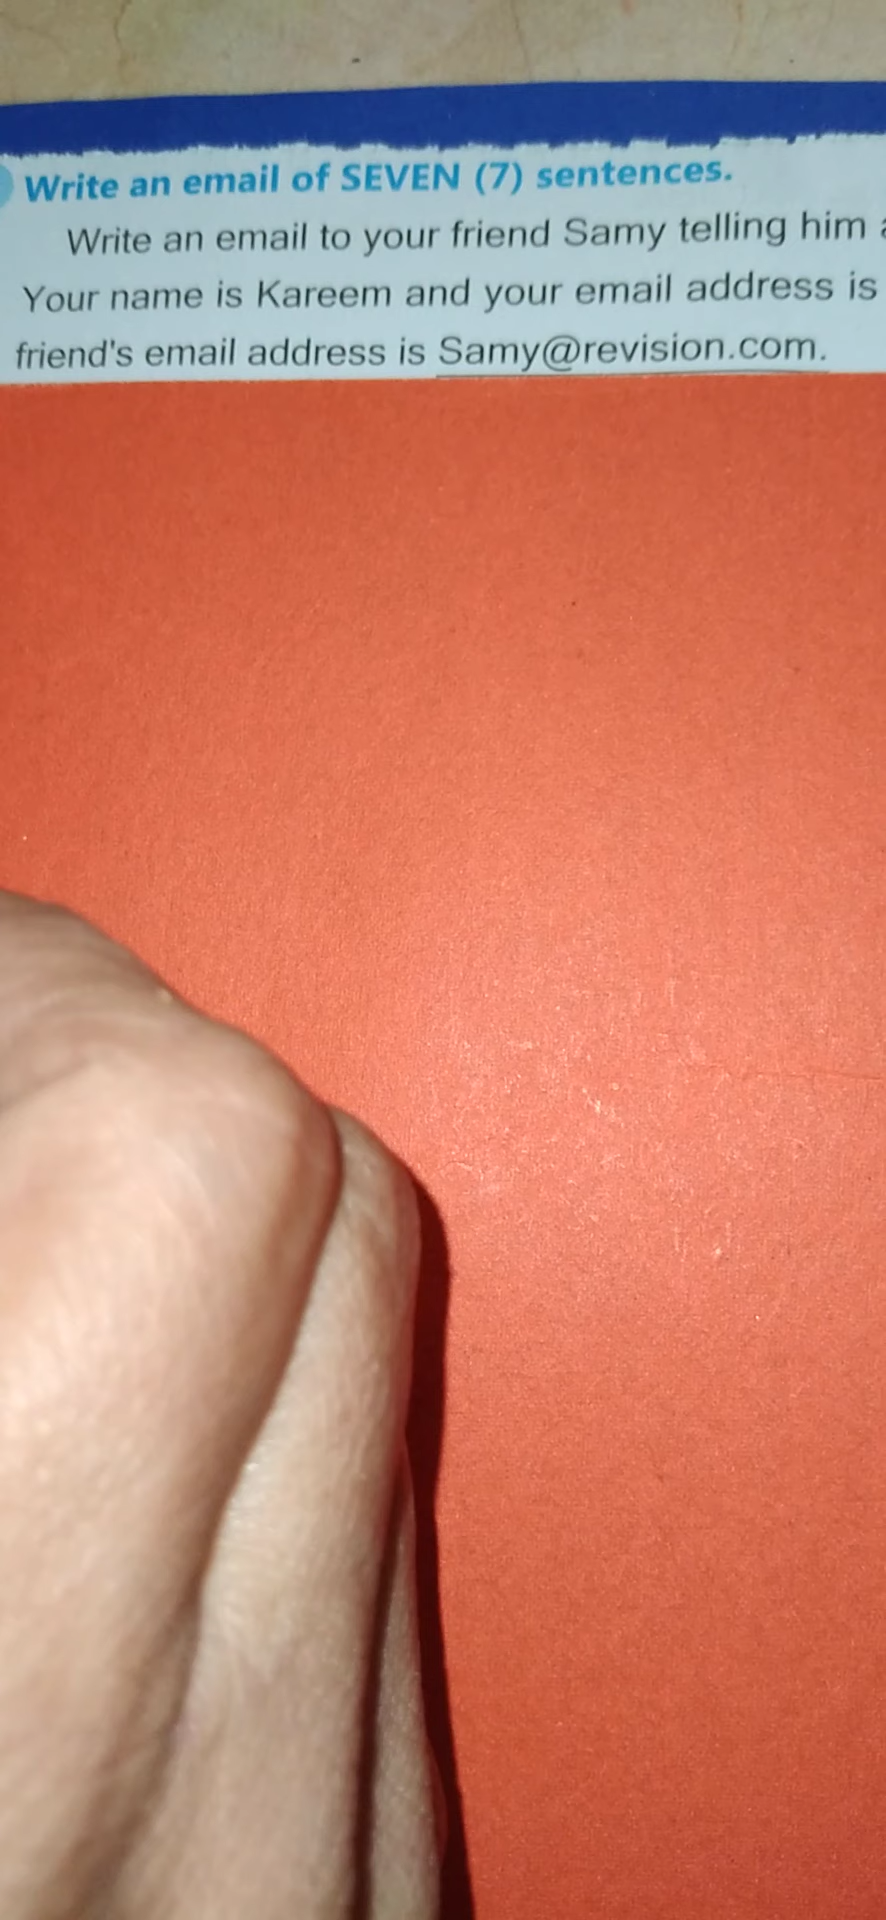 Write an email of SEVEN (7) sentences.
Write an email to your friend Samy telling him
Your name is Kareem and your email address is
friend's email address is Samy@revision.com.